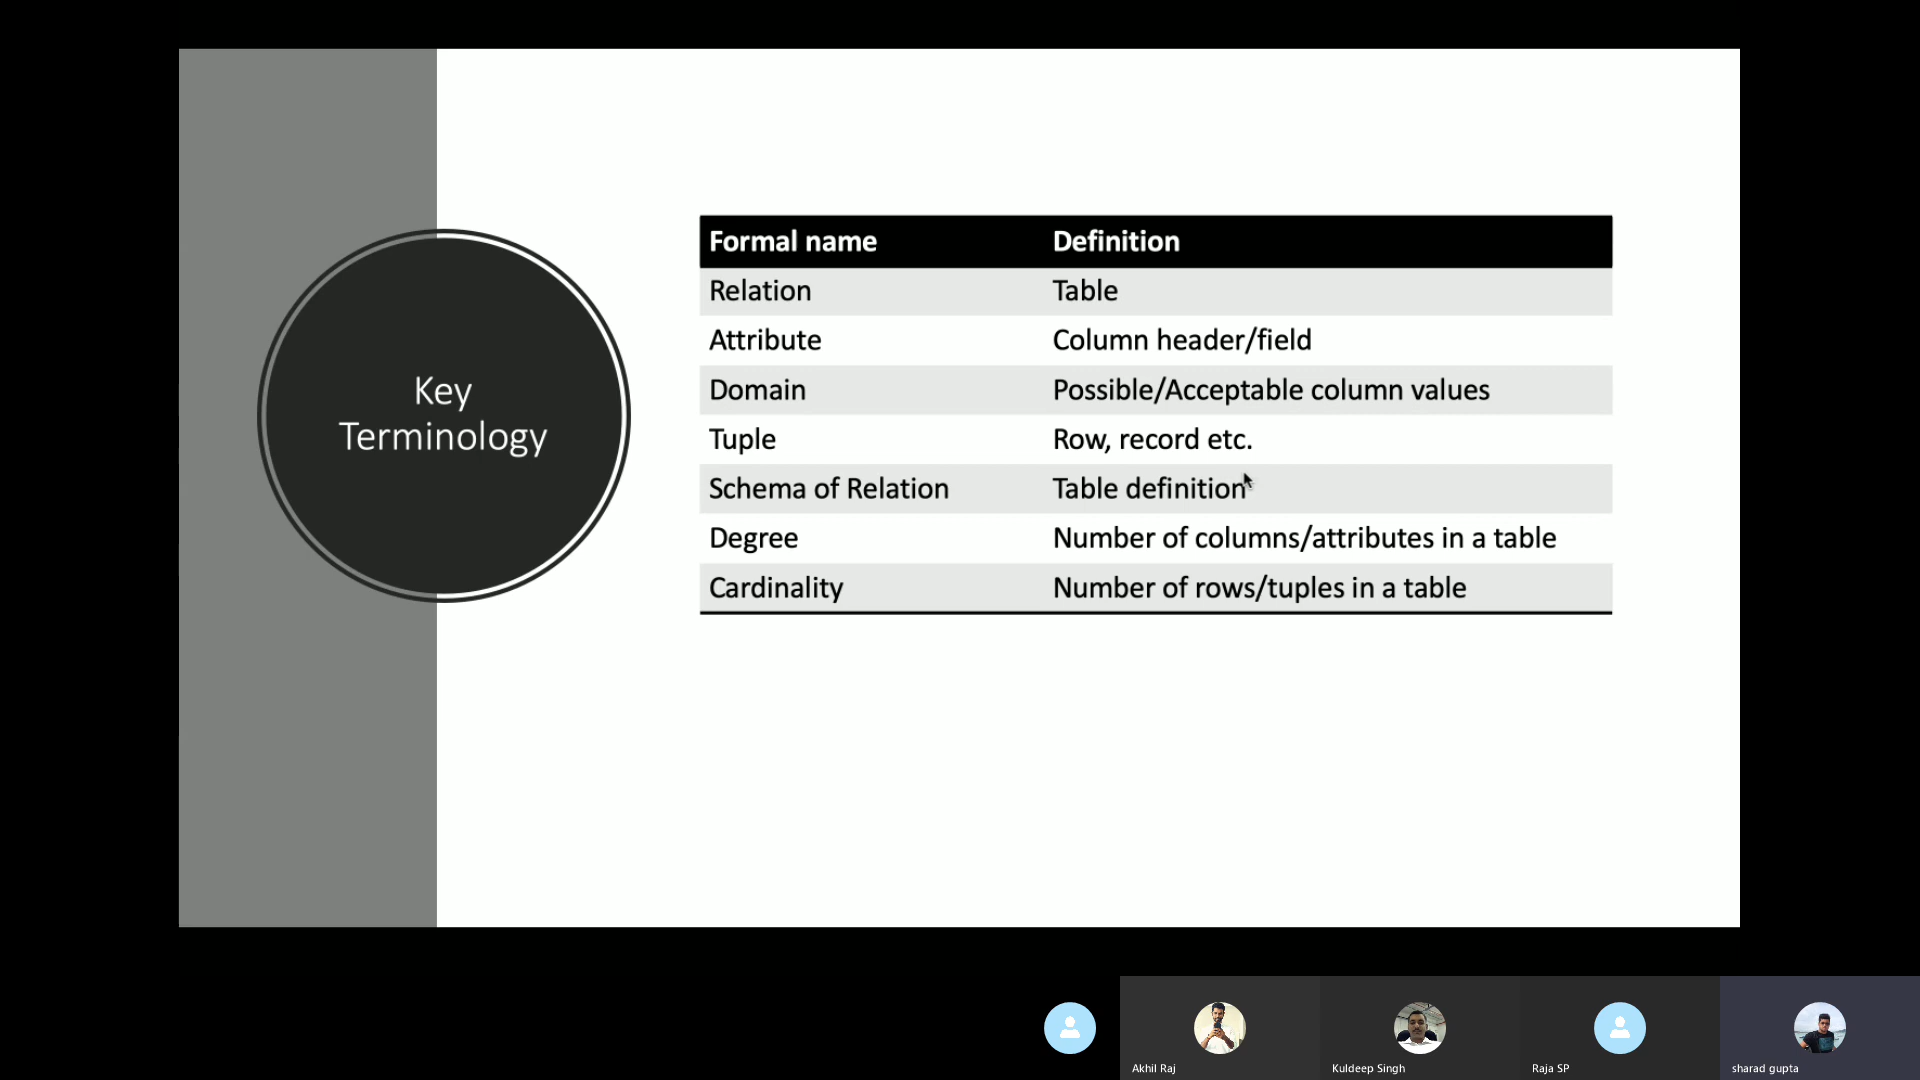 Key
Terminology
Formal name Definition
Relation Table
Attribute Column header/field
Domain Possible/Acceptable column values
Tuple Row, record etc.
Schema of Relation Table definition
Degree Number of columns/attributes in a table
Cardinality Number of rows/tuples in a table
Akhil Raj Kuldeep Singh Raja SP sharad gupta